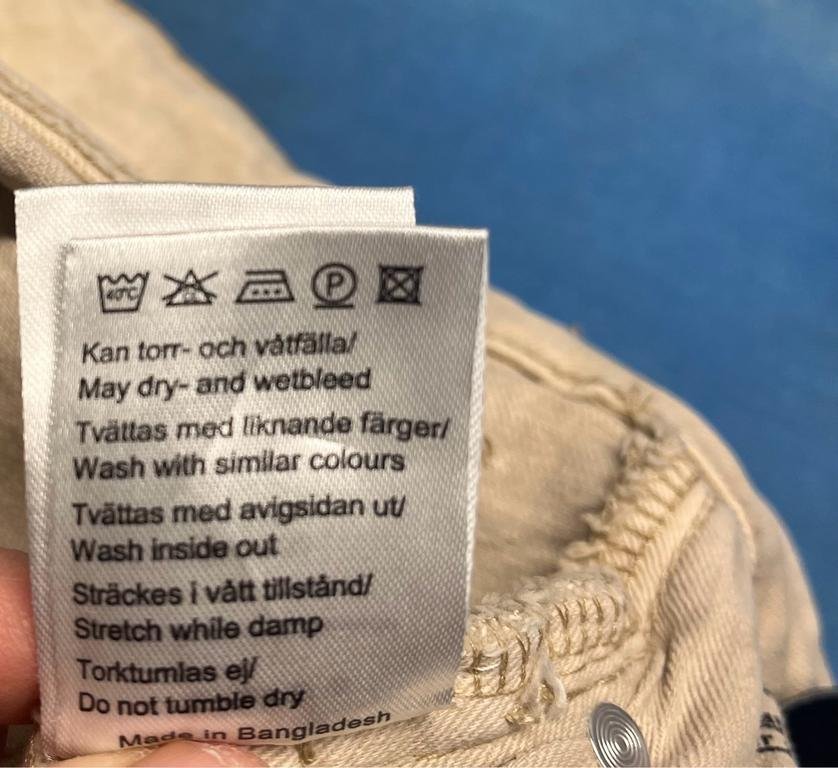 40°C P
Kan torr- och våtfälla/
May dry- and wetbleed
Tvättas med liknande färger/
Wash with similar colours
Tvättas med avigsidan ut/
Wash inside out
Sträckes i vått tillstånd/
Stretch while damp
Torktumlas ej/
Do not tumble dry
Made in Bangladesh